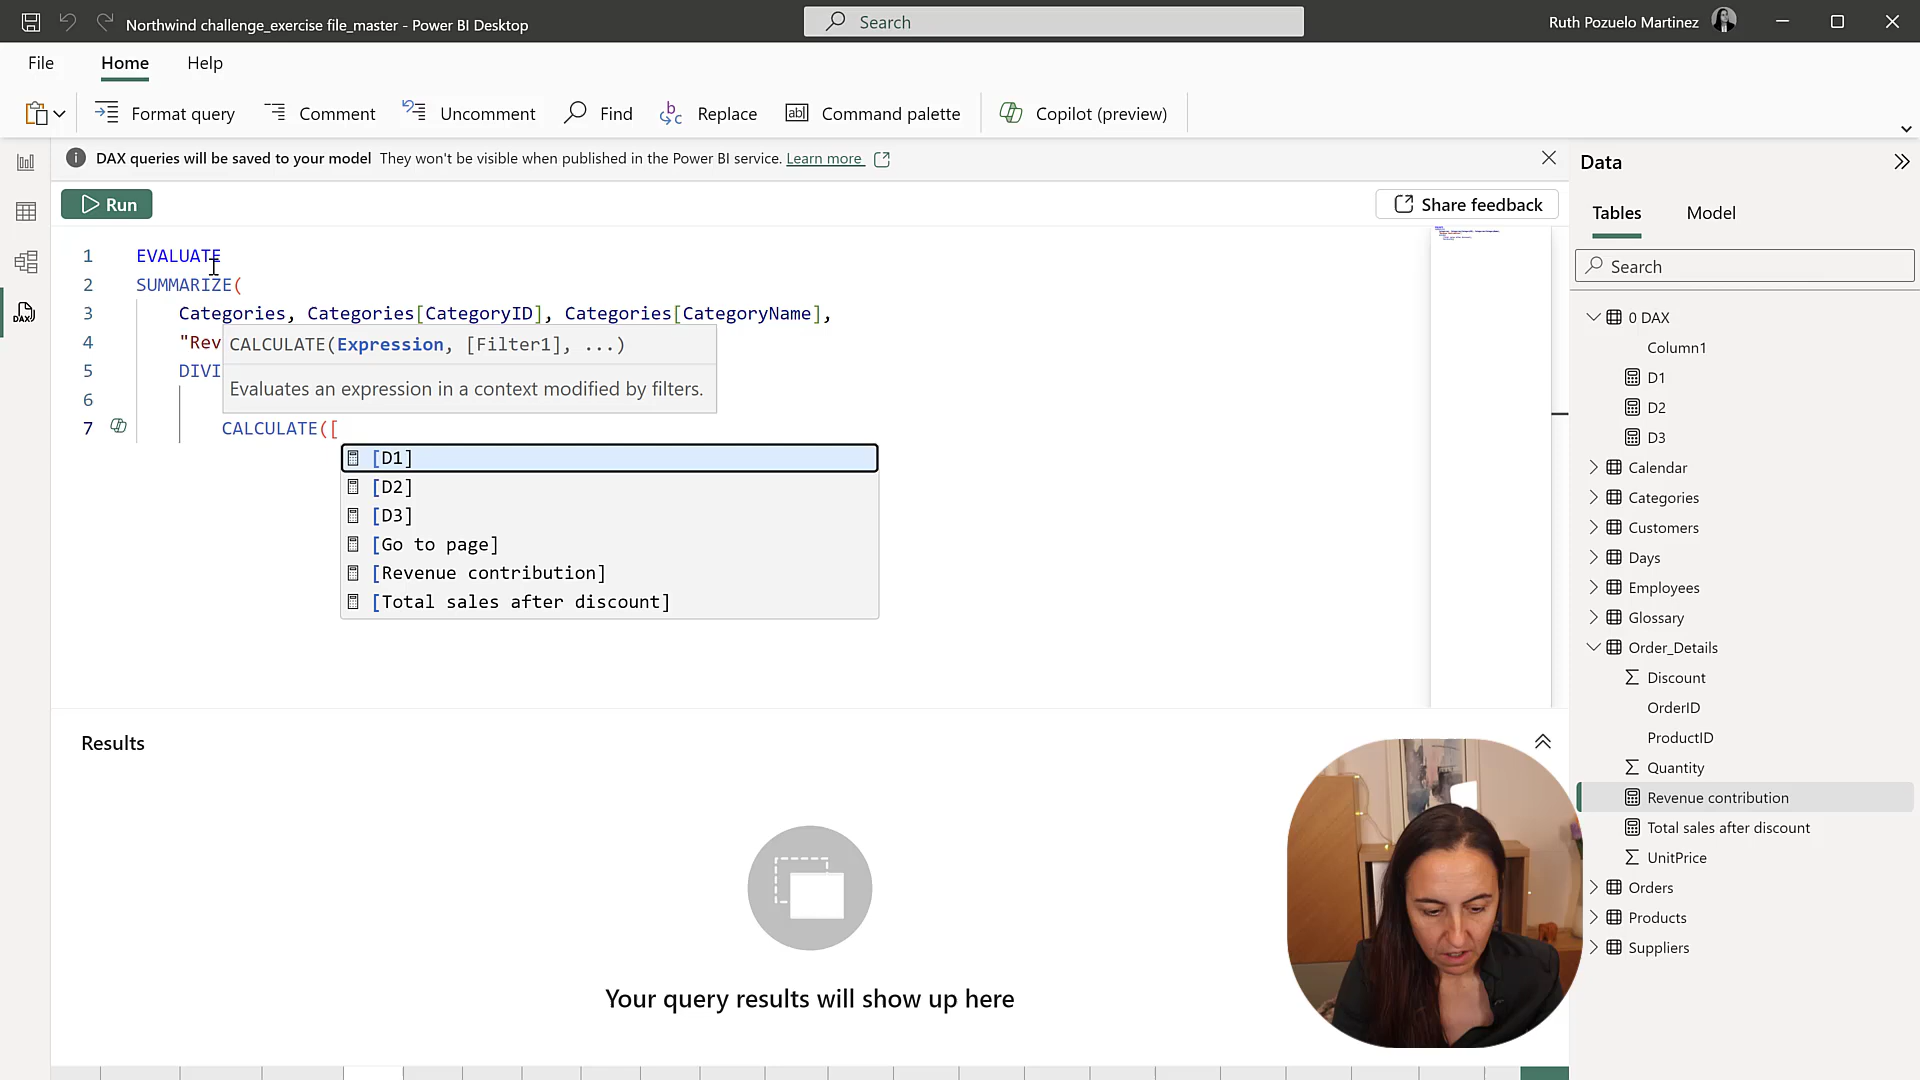 Northwind challenge_exercise file_master - Power BI Desktop
Search
Ruth Pozuelo Martinez
File
Home
Help
Format query
Comment
Uncomment
Find
Replace
Command palette
Copilot (preview)
DAX queries will be saved to your model They won't be visible when published in the Power BI service. Learn more
Run
Share feedback
1 EVALUATE
2 SUMMARIZE(
3 Categories, Categories[CategoryID], Categories[CategoryName],
4 "Rev
5 DIVI
6
7 CALCULATE([
CALCULATE(Expression, [Filter1], ...)
Evaluates an expression in a context modified by filters.
[D1]
[D2]
[D3]
[Go to page]
[Revenue contribution]
[Total sales after discount]
Results
Your query results will show up here
DAX
Data
Tables
Model
Search
0 DAX
Column1
D1
D2
D3
Calendar
Categories
Customers
Days
Employees
Glossary
Order_Details
Discount
OrderID
ProductID
Quantity
Revenue contribution
Total sales after discount
UnitPrice
Orders
Products
Suppliers